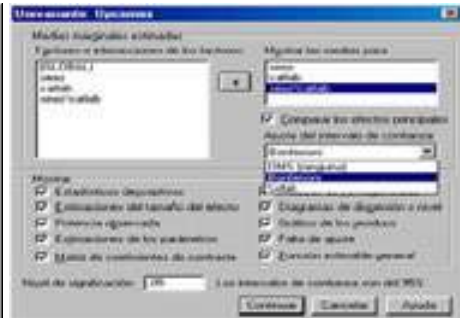 Univariante: Opciones
Medias marginales estimadas
Factores e interacciones de los factores:
(GLOBAL)
sexo
catlab
sexo*catlab
Mostrar las medias para:
sexo
catlab
sexo*catlab
Comparar los efectos principales
Ajuste del intervalo de confianza
Bonferroni
DMS (ninguno)
Bonferroni
Sidak
Mostrar
Estadísticos descriptivos
Estimaciones del tamaño del efecto
Potencia observada
Estimaciones de los parámetros
Matriz de coeficientes de contraste
Diagramas de dispersión x nivel
Gráfico de los residuos
Falta de ajuste
Función estimable general
Nivel de significación: ,05
Los intervalos de confianza son del 95%
Continuar
Cancelar
Ayuda